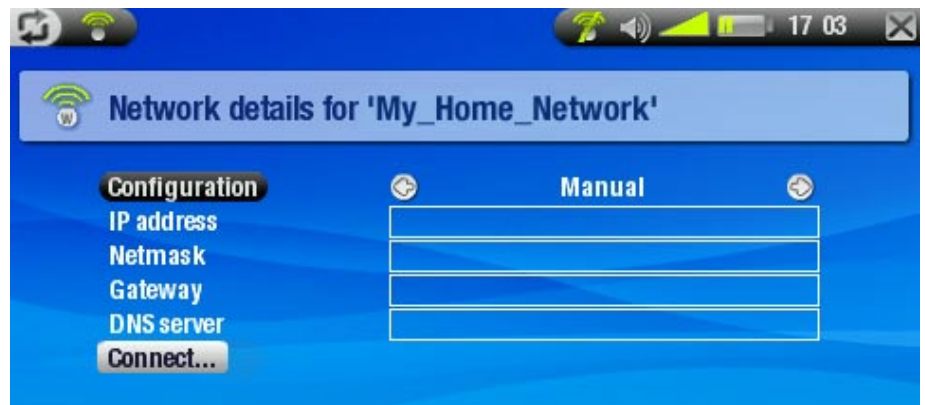 17 03
W
Network details for 'My_Home_Network'
Configuration Manual
IP address
Netmask
Gateway
DNS server
Connect...